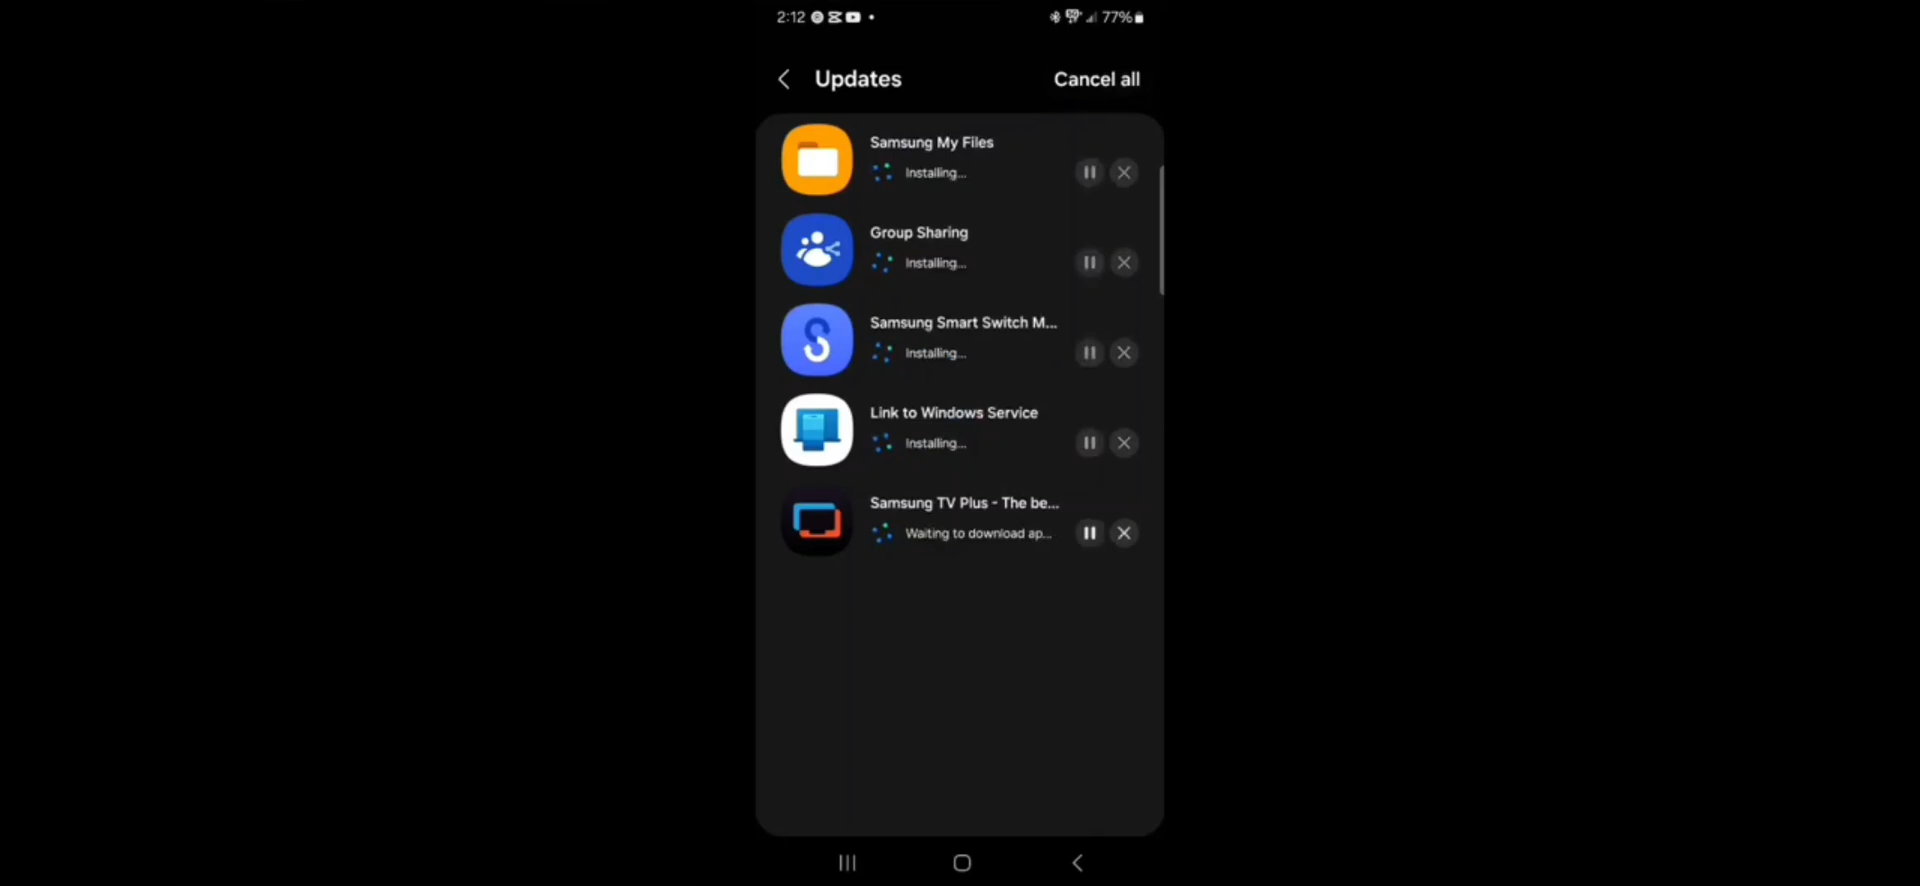 2:12
77%
Updates
Cancel all
Samsung My Files
Installing...
Group Sharing
Installing...
Samsung Smart Switch M...
Installing...
Link to Windows Service
Installing...
Samsung TV Plus - The be...
Waiting to download ap...